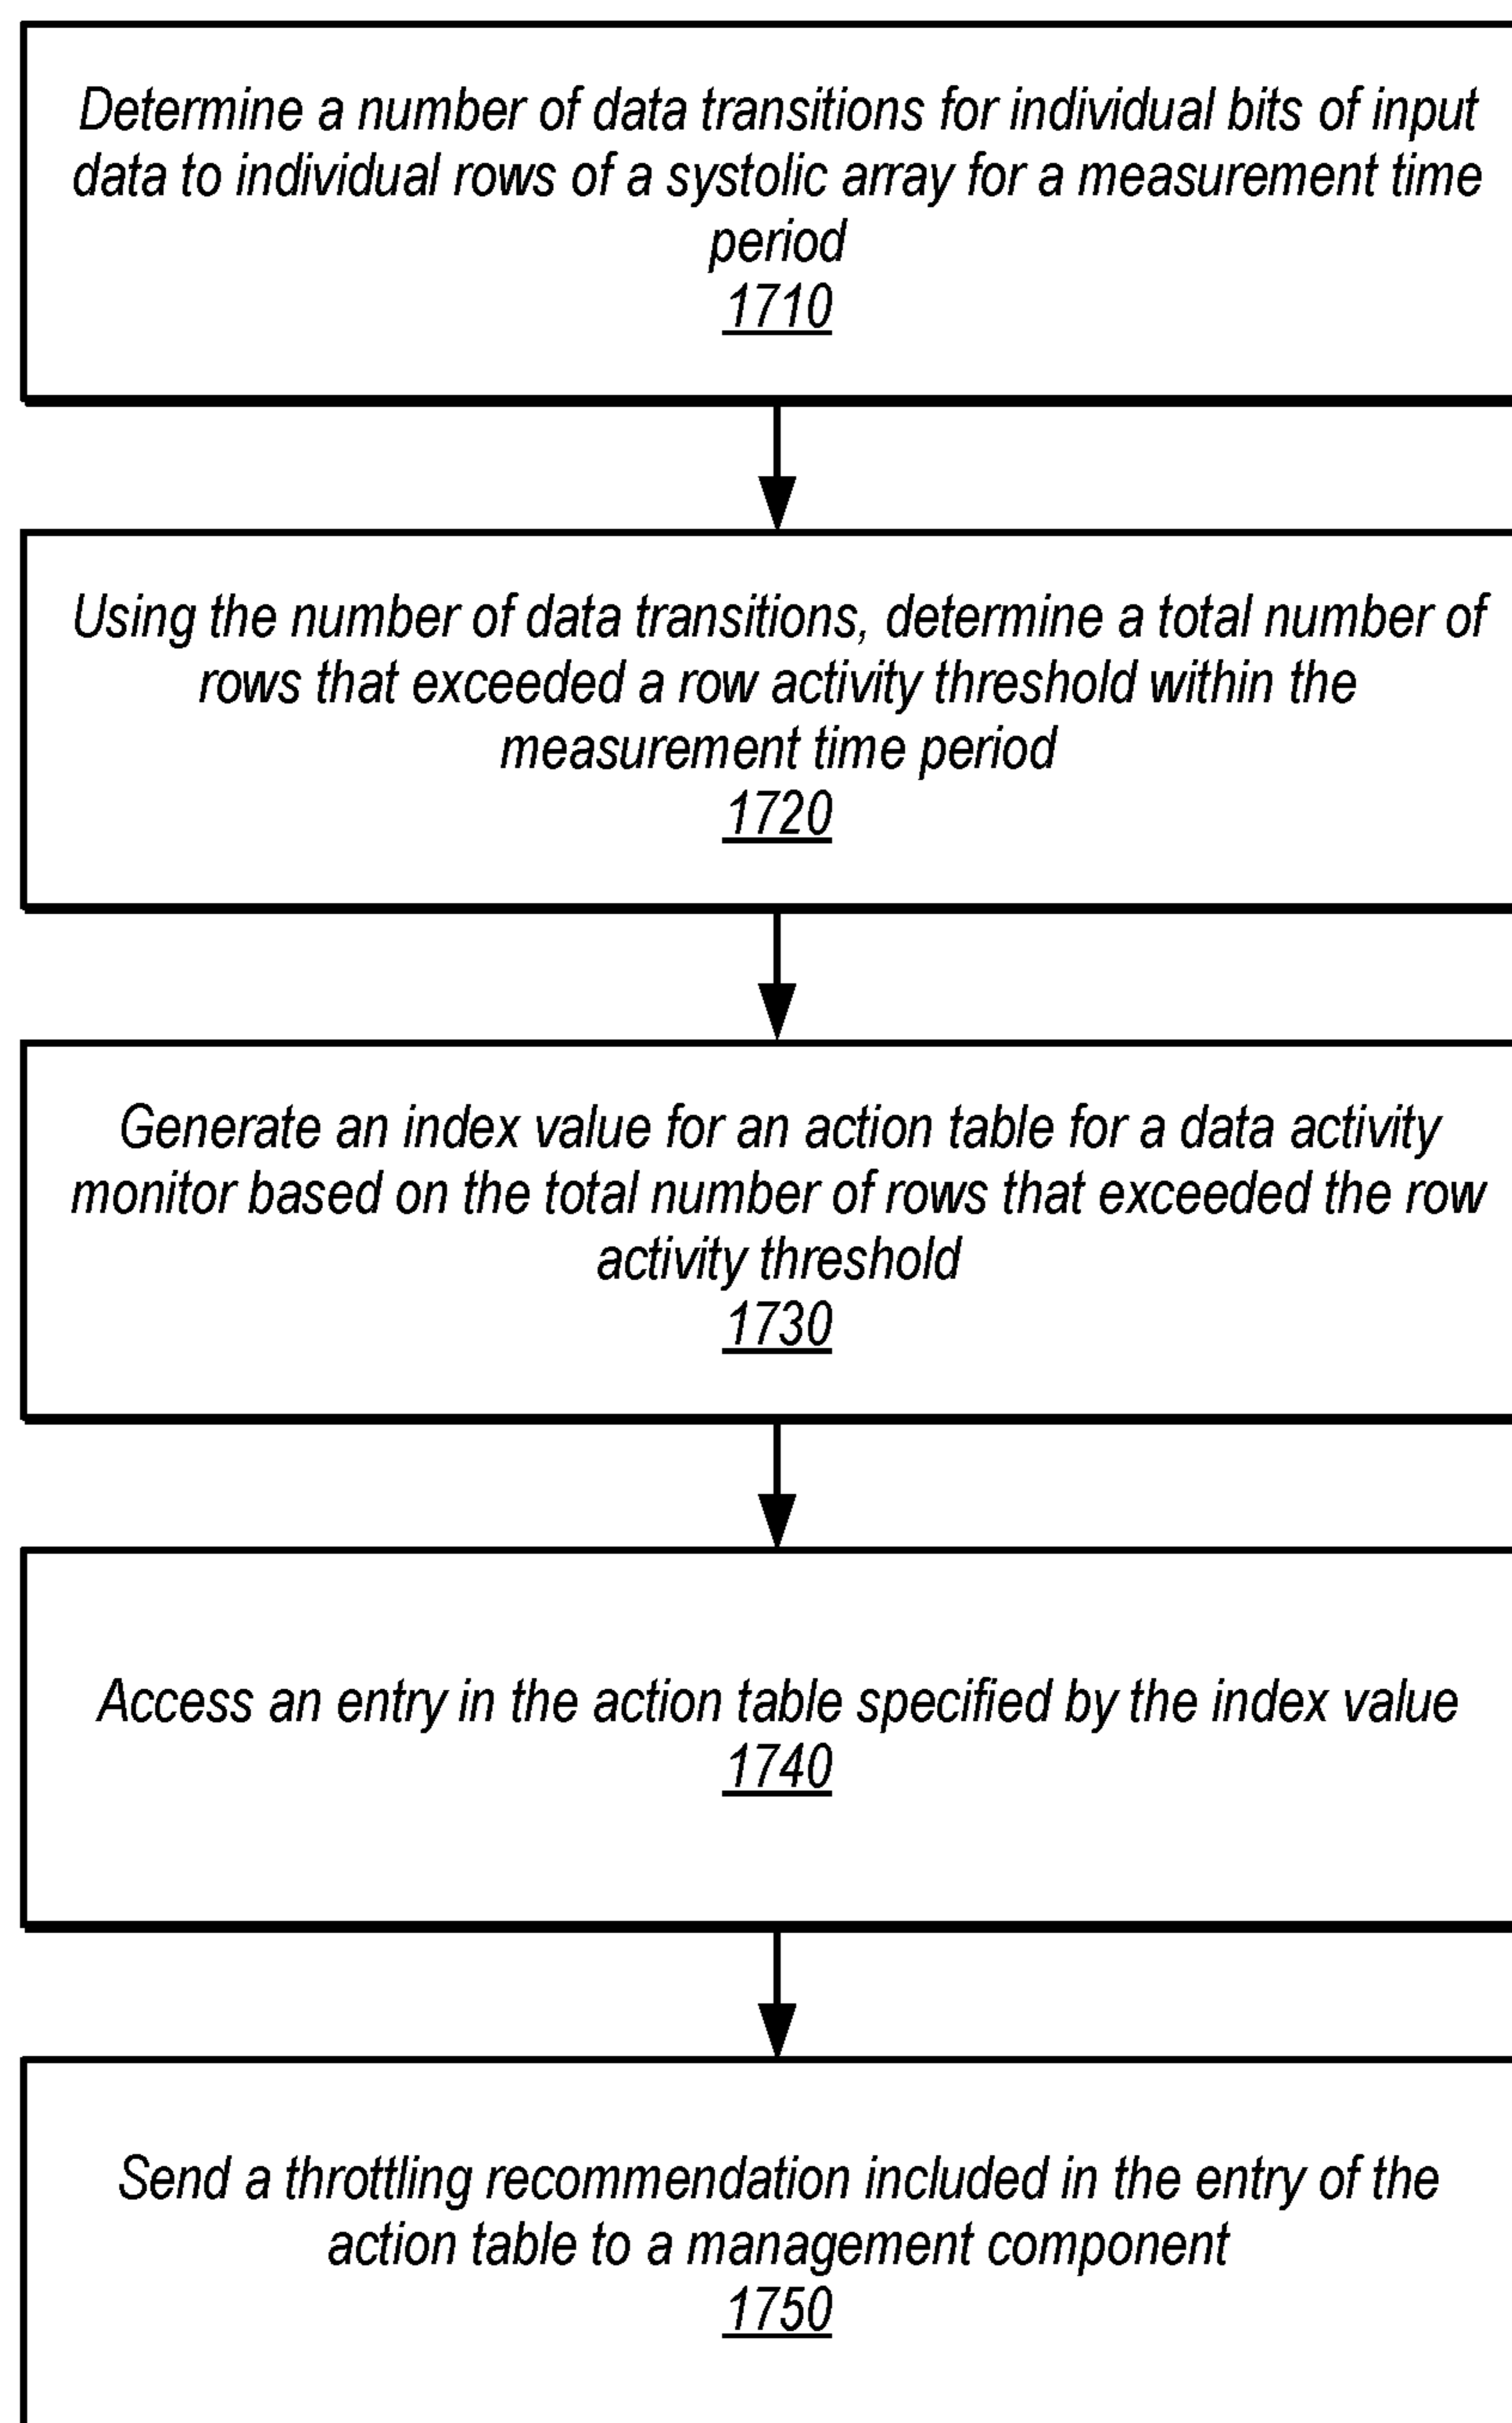 Determine a number of data transitions for individual bits of input
data to individual rows of a systolic array for a measurement time
period
1710
Using the number of data transitions, determine a total number of
rows that exceeded a row activity threshold within the
measurement time period
1720
Generate an index value for an action table for a data activity
monitor based on the total number of rows that exceeded the row
activity threshold
1730
Access an entry in the action table specified by the index value
1740
Send a throttling recommendation included in the entry of the
action table to a management component
1750